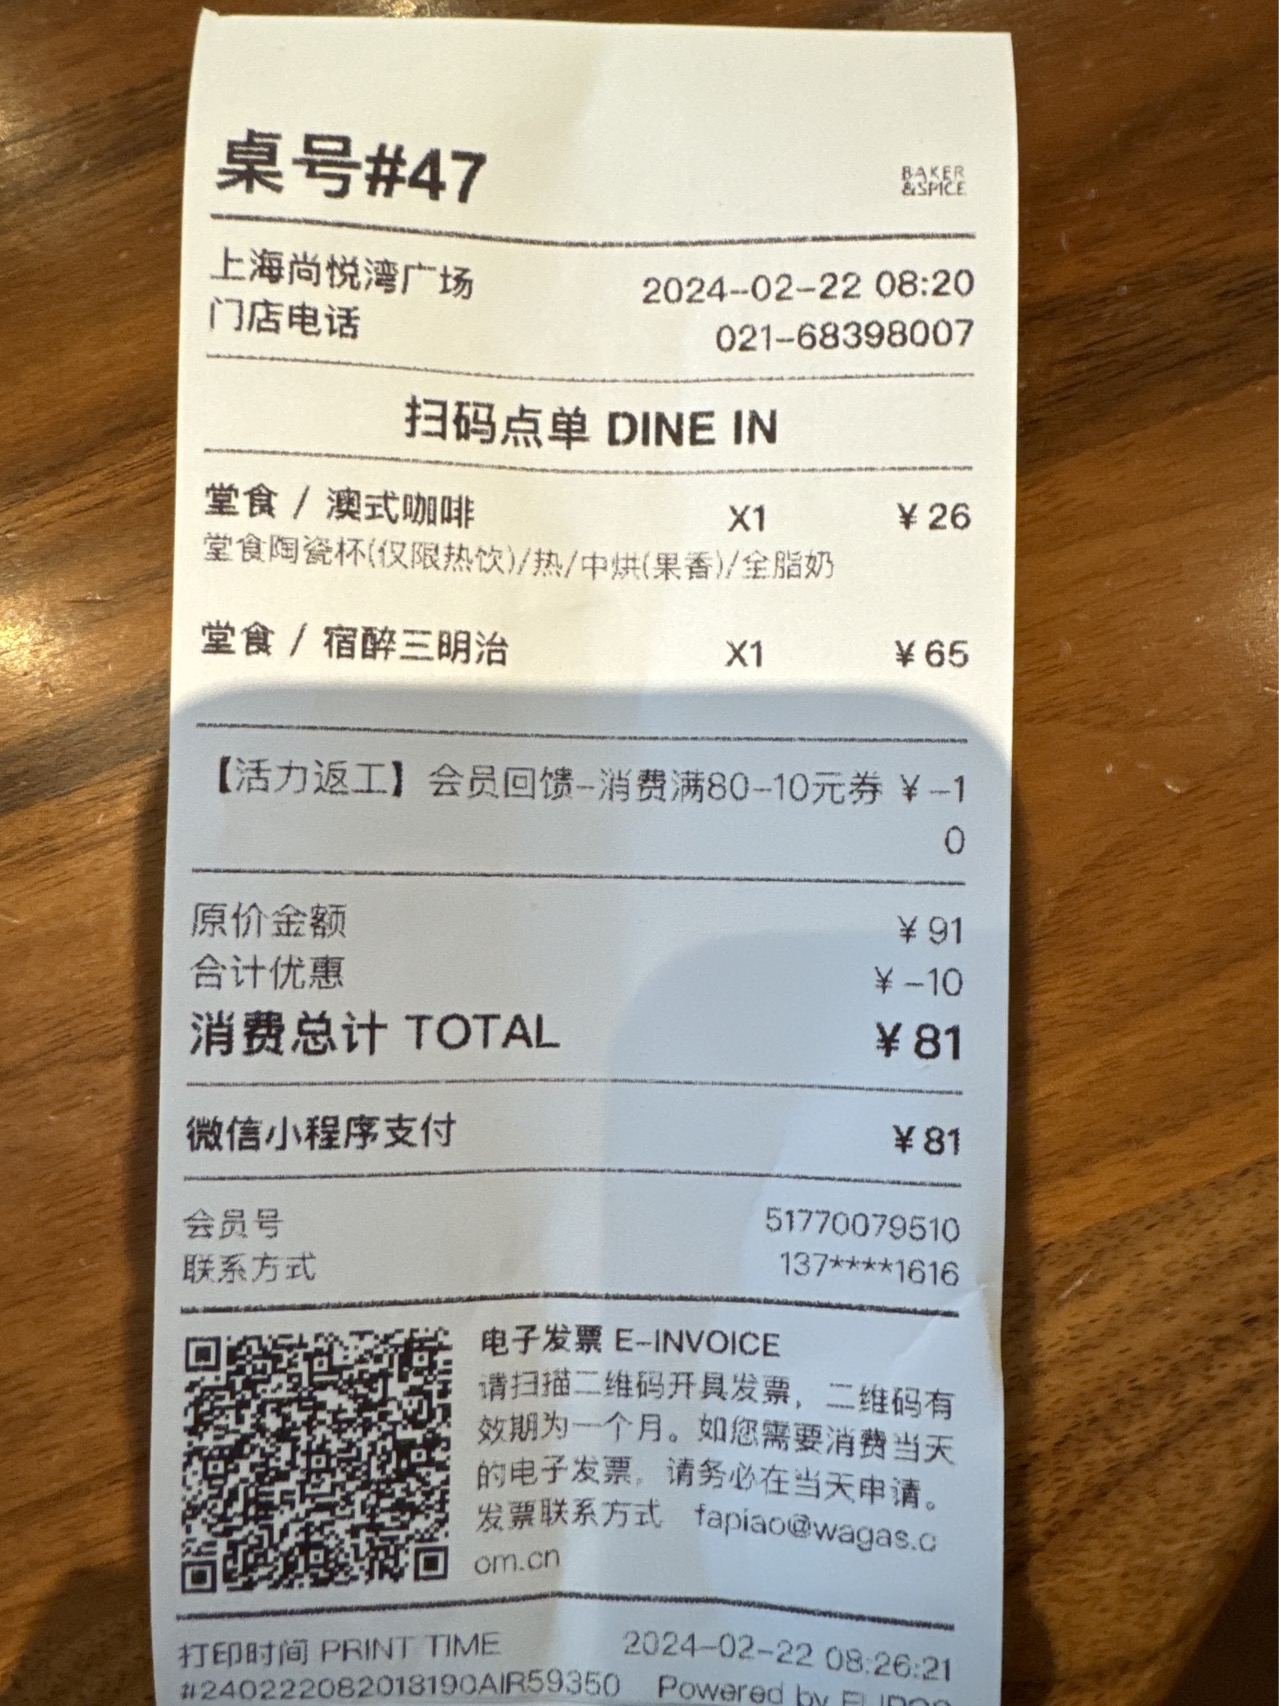 桌号#47
BAKER
&SPICE
上海尚悦湾广场 2024-02-22 08:20
门店电话 021-68398007
扫码点单 DINE IN
堂食 / 澳式咖啡 X1 ¥26
堂食陶瓷杯(仅限热饮)/热/中烘(果香)/全脂奶
堂食 / 宿醉三明治 X1 ¥65
【活力返工】会员回馈-消费满80-10元券 ¥-1
0
原价金额 ¥91
合计优惠 ¥-10
消费总计 TOTAL ¥81
微信小程序支付 ¥81
会员号 51770079510
联系方式 137****1616
电子发票 E-INVOICE
请扫描二维码开具发票，二维码有
效期为一个月。如您需要消费当天
的电子发票，请务必在当天申请。
发票联系方式 fapiao@wagas.c
om.cn
打印时间 PRINT TIME 2024-02-22 08:26:21
#240222082018190AIR59350 Powered by